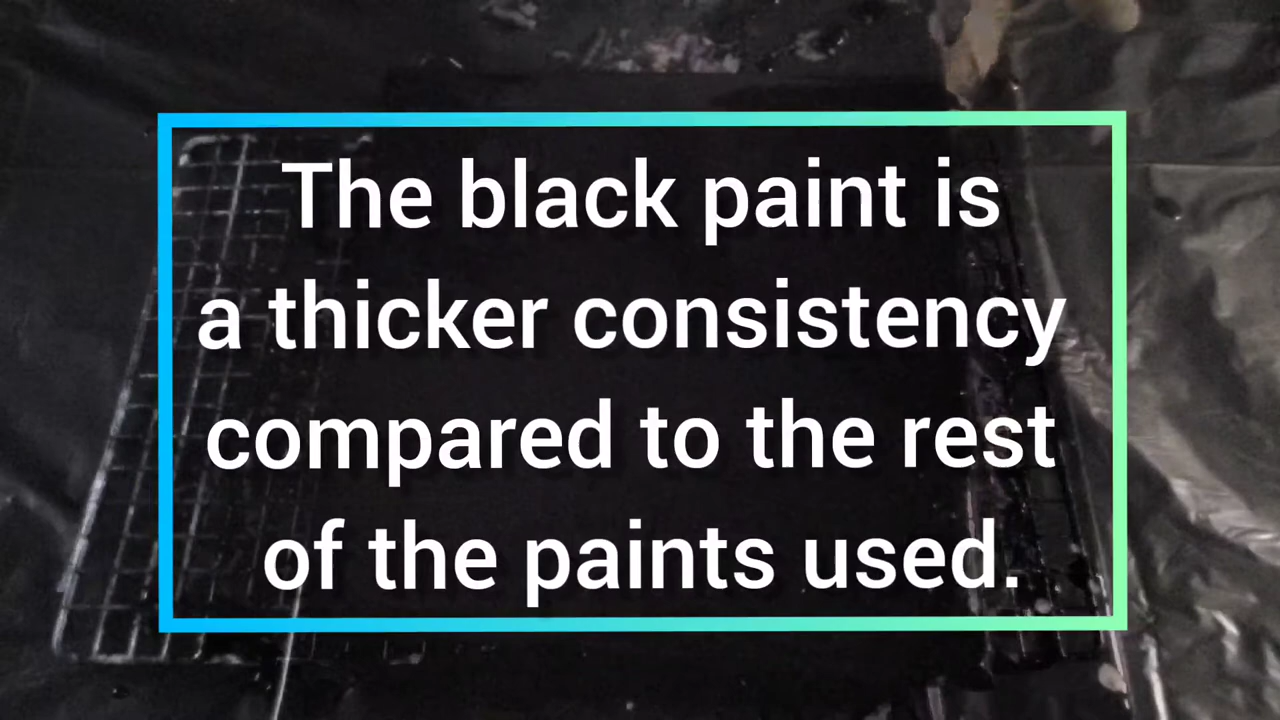 The black paint is
a thicker consistency
compared to the rest
of the paints used.